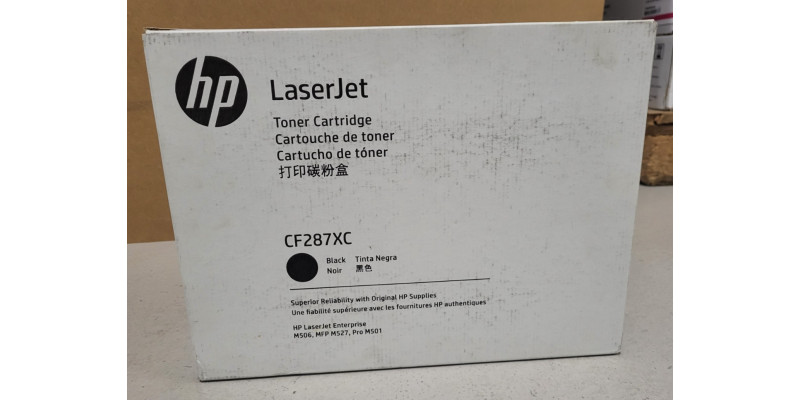 hp
LaserJet
Toner Cartridge
Cartouche de toner
Cartucho de tóner
打印碳粉盒
CF287XC
Black Tinta Negra
Noir 黑色
Superior Reliability with Original HP Supplies
Une fiabilité supérieure avec les fournitures HP authentiques
HP LaserJet Enterprise
M506, MFP M527, Pro M501